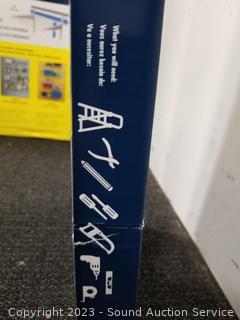 What you will need:
Vous aurez besoin de:
Va a necesitar:
Copyright 2023 - Sound Auction Service